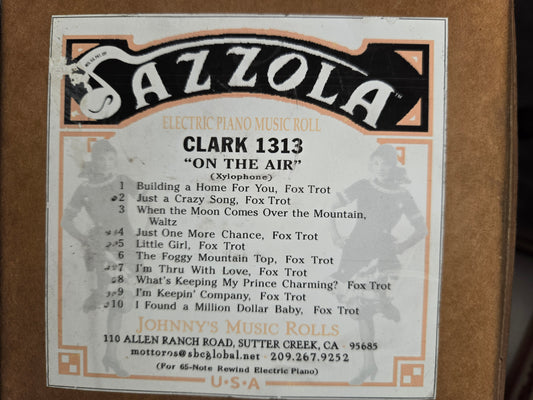 JAZZOLA™
ELECTRIC PIANO MUSIC ROLL
CLARK 1313
"ON THE AIR"
(Xylophone)
1 Building a Home For You, Fox Trot
2 Just a Crazy Song, Fox Trot
3 When the Moon Comes Over the Mountain,
Waltz
4 Just One More Chance, Fox Trot
5 Little Girl, Fox Trot
6 The Foggy Mountain Top, Fox Trot
7 I'm Thru With Love, Fox Trot
8 What's Keeping My Prince Charming? Fox Trot
9 I'm Keepin' Company, Fox Trot
10 I Found a Million Dollar Baby, Fox Trot
JOHNNY'S MUSIC ROLLS
110 ALLEN RANCH ROAD, SUTTER CREEK, CA 95685
mottoros@sbcglobal.net 209.267.9252
(For 65-Note Rewind Electric Piano)
U•S•A